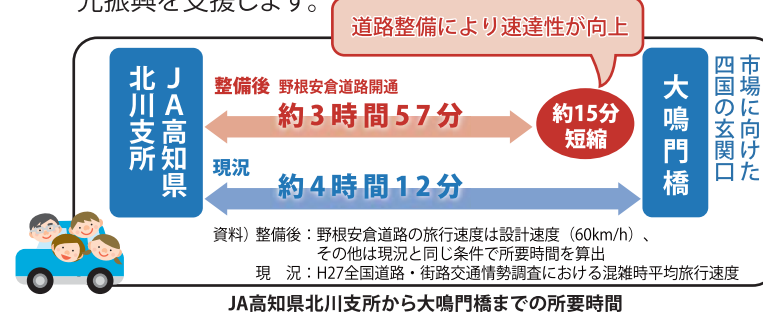 元振興を支援します。
道路整備により速達性が向上
JA高知県
北川支所
整備後 野根安倉道路開通
約3時間57分
約15分
短縮
現況
約4時間12分
大鳴門橋
市場に向けた
四国の玄関口
資料）整備後：野根安倉道路の旅行速度は設計速度（60km/h）、
その他は現況と同じ条件で所要時間を算出
現　況：H27全国道路・街路交通情勢調査における混雑時平均旅行速度
JA高知県北川支所から大鳴門橋までの所要時間